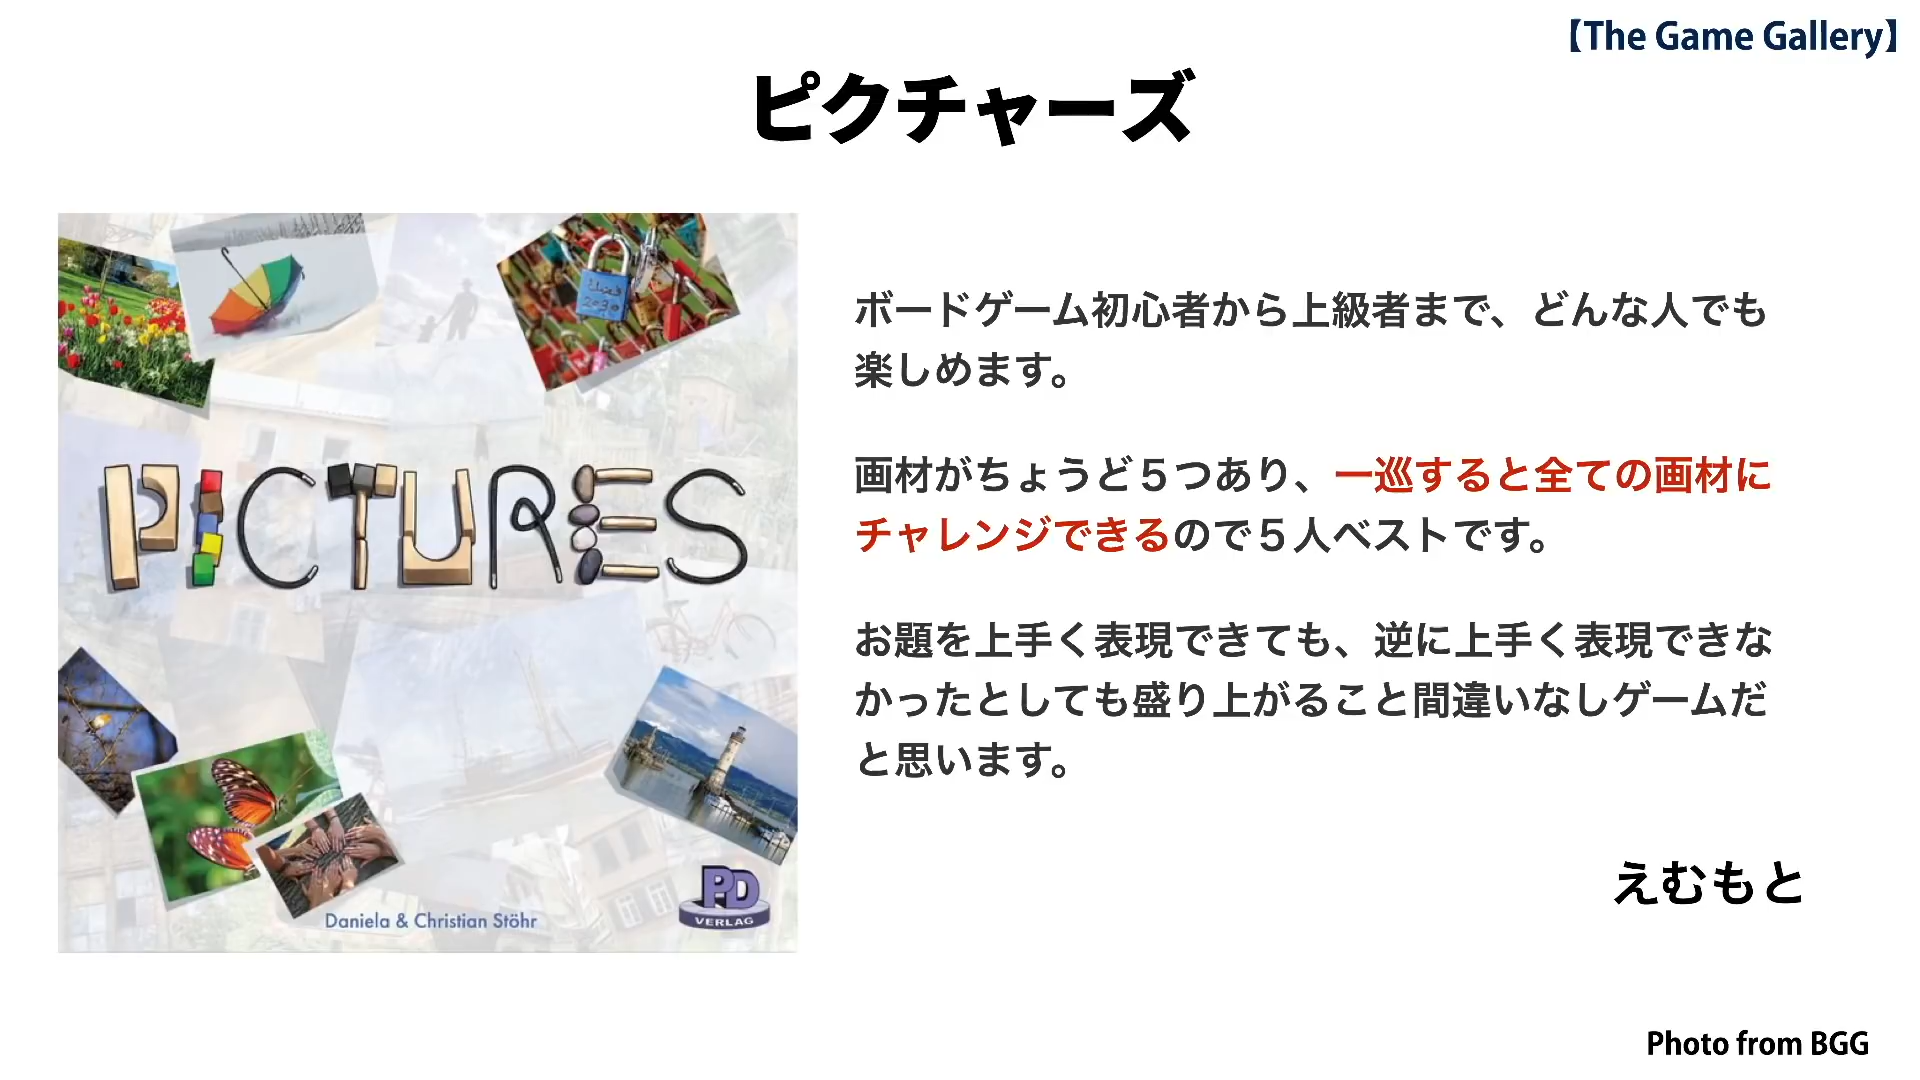 【The Game Gallery】
ピクチャーズ
PICTURES
Daniela & Christian Stöhr
PD
VERLAG
ボードゲーム初心者から上級者まで、どんな人でも
楽しめます。
画材がちょうど５つあり、一巡すると全ての画材に
チャレンジできるので５人ベストです。
お題を上手く表現できても、逆に上手く表現できな
かったとしても盛り上がること間違いなしゲームだ
と思います。
えむもと
Photo from BGG